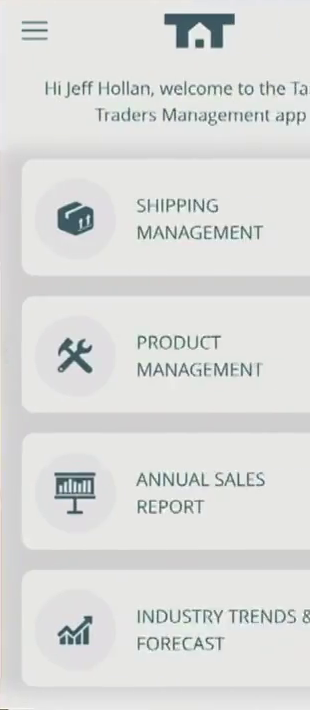 Hi Jeff Hollan, welcome to the Ta
Traders Management app
SHIPPING
MANAGEMENT
PRODUCT
MANAGEMENT
ANNUAL SALES
REPORT
INDUSTRY TRENDS &
FORECAST